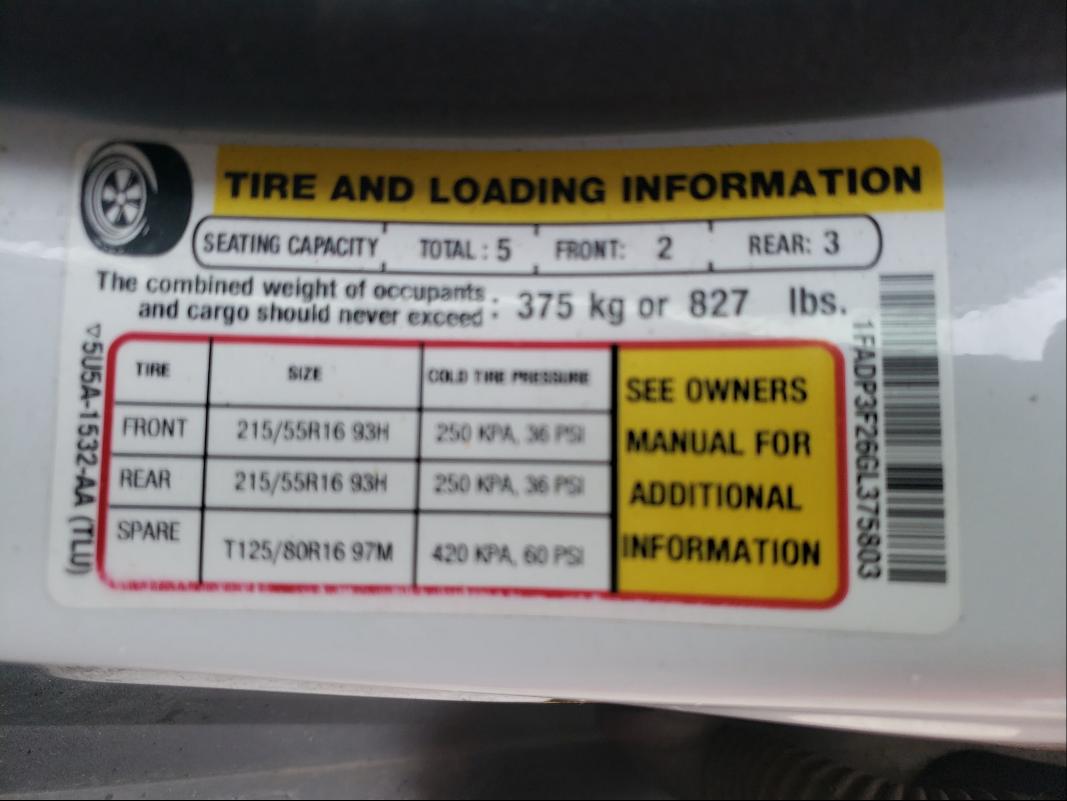 TIRE AND LOADING INFORMATION
SEATING CAPACITY TOTAL : 5 FRONT: 2 REAR: 3
The combined weight of occupants
and cargo should never exceed : 375 kg or 827 lbs.
TIRE SIZE COLD TIRE PRESSURE
FRONT 215/55R16 93H 250 KPA, 36 PSI
REAR 215/55R16 93H 250 KPA, 36 PSI
SPARE T125/80R16 97M 420 KPA, 60 PSI
SEE OWNERS
MANUAL FOR
ADDITIONAL
INFORMATION
▽5U5A-1532-AA (TLU)
1FADP3F26GL375803